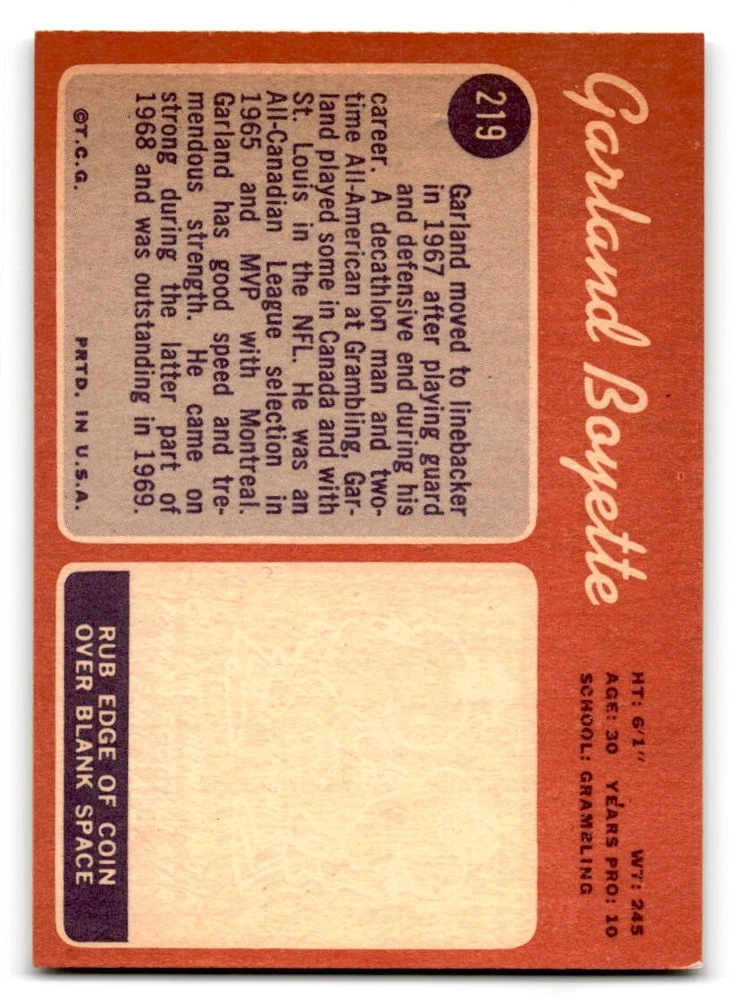 Garland Boyette
HT: 6'1" WT: 245
AGE: 30 YEARS PRO: 10
SCHOOL: GRAMBLING
219
Garland moved to linebacker
in 1967 after playing guard
and defensive end during his
career. A decathlon man and two-
time All-American at Grambling, Gar-
land played some in Canada and with
St. Louis in the NFL. He was an
All-Canadian League selection in
1965 and MVP with Montreal.
Garland has good speed and tre-
mendous strength. He came on
strong during the latter part of
1968 and was outstanding in 1969.
©T.C.G. PRTD. IN U.S.A.
RUB EDGE OF COIN
OVER BLANK SPACE